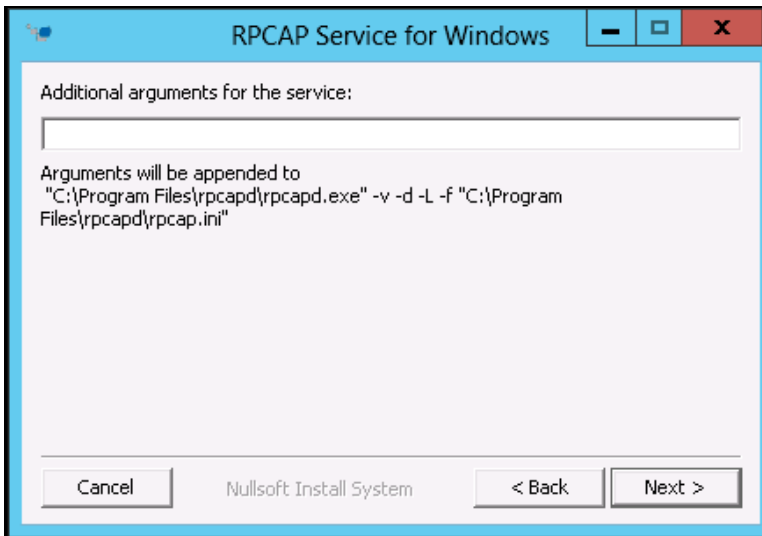 RPCAP Service for Windows
Additional arguments for the service:
Arguments will be appended to
"C:\Program Files\rpcapd\rpcapd.exe" -v -d -L -f "C:\Program
Files\rpcapd\rpcap.ini"
Cancel
Nullsoft Install System
< Back
Next >